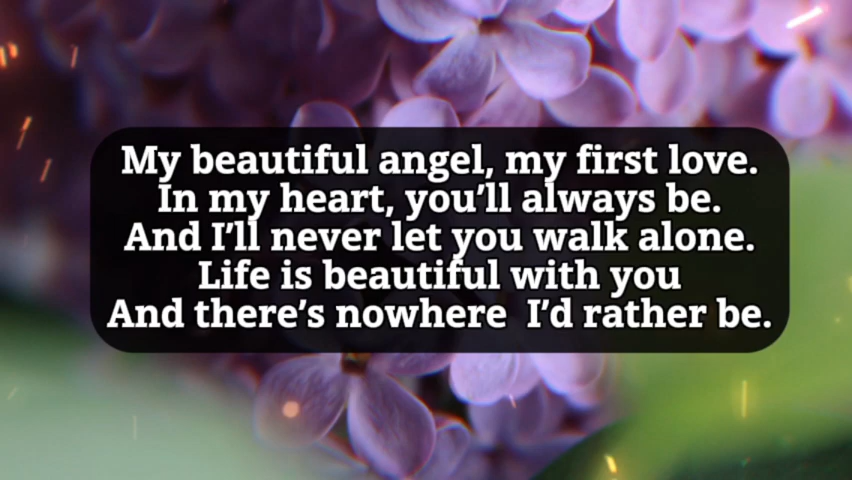 My beautiful angel, my first love.
In my heart, you’ll always be.
And I’ll never let you walk alone.
Life is beautiful with you
And there’s nowhere  I’d rather be.